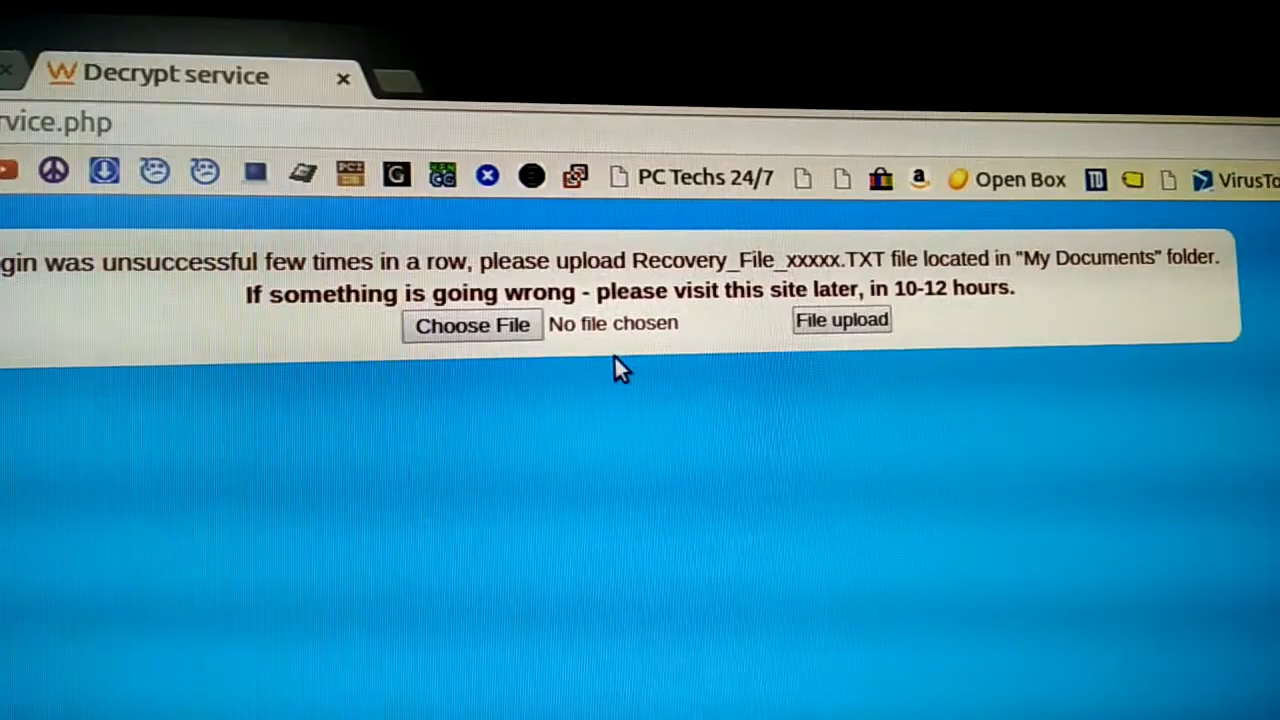 Decrypt service
rvice.php
PC Techs 24/7
Open Box
VirusTo
gin was unsuccessful few times in a row, please upload Recovery_File_xxxxx.TXT file located in "My Documents" folder.
If something is going wrong - please visit this site later, in 10-12 hours.
Choose File No file chosen File upload